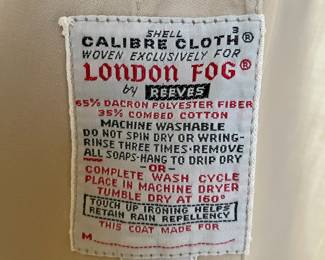 SHELL
CALIBRE CLOTH³®
WOVEN EXCLUSIVELY FOR
LONDON FOG®
by REEVES
65% DACRON POLYESTER FIBER
35% COMBED COTTON
MACHINE WASHABLE
DO NOT SPIN DRY OR WRING-
RINSE THREE TIMES·REMOVE
ALL SOAPS-HANG TO DRIP DRY
-OR-
COMPLETE WASH CYCLE
PLACE IN MACHINE DRYER
TUMBLE DRY AT 160°
TOUCH UP IRONING HELPS
RETAIN RAIN REPELLENCY
THIS COAT MADE FOR
M